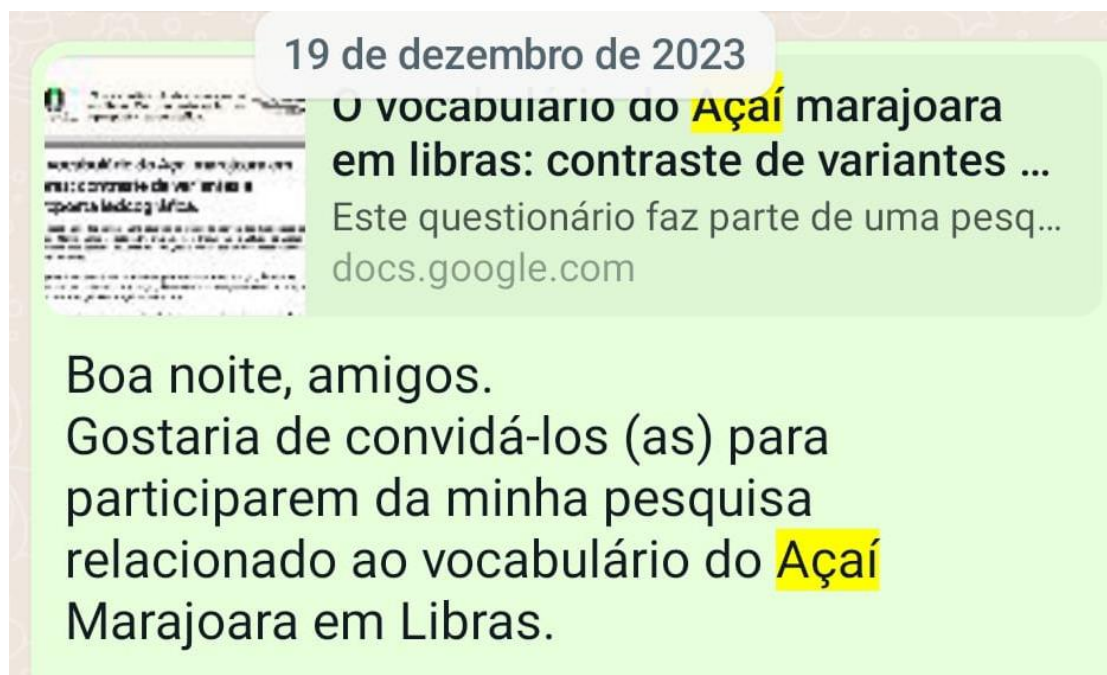 19 de dezembro de 2023
O vocabulário do Açaí marajoara
em libras: contraste de variantes ...
Este questionário faz parte de uma pesq...
docs.google.com
Boa noite, amigos.
Gostaria de convidá-los (as) para
participarem da minha pesquisa
relacionado ao vocabulário do Açaí
Marajoara em Libras.